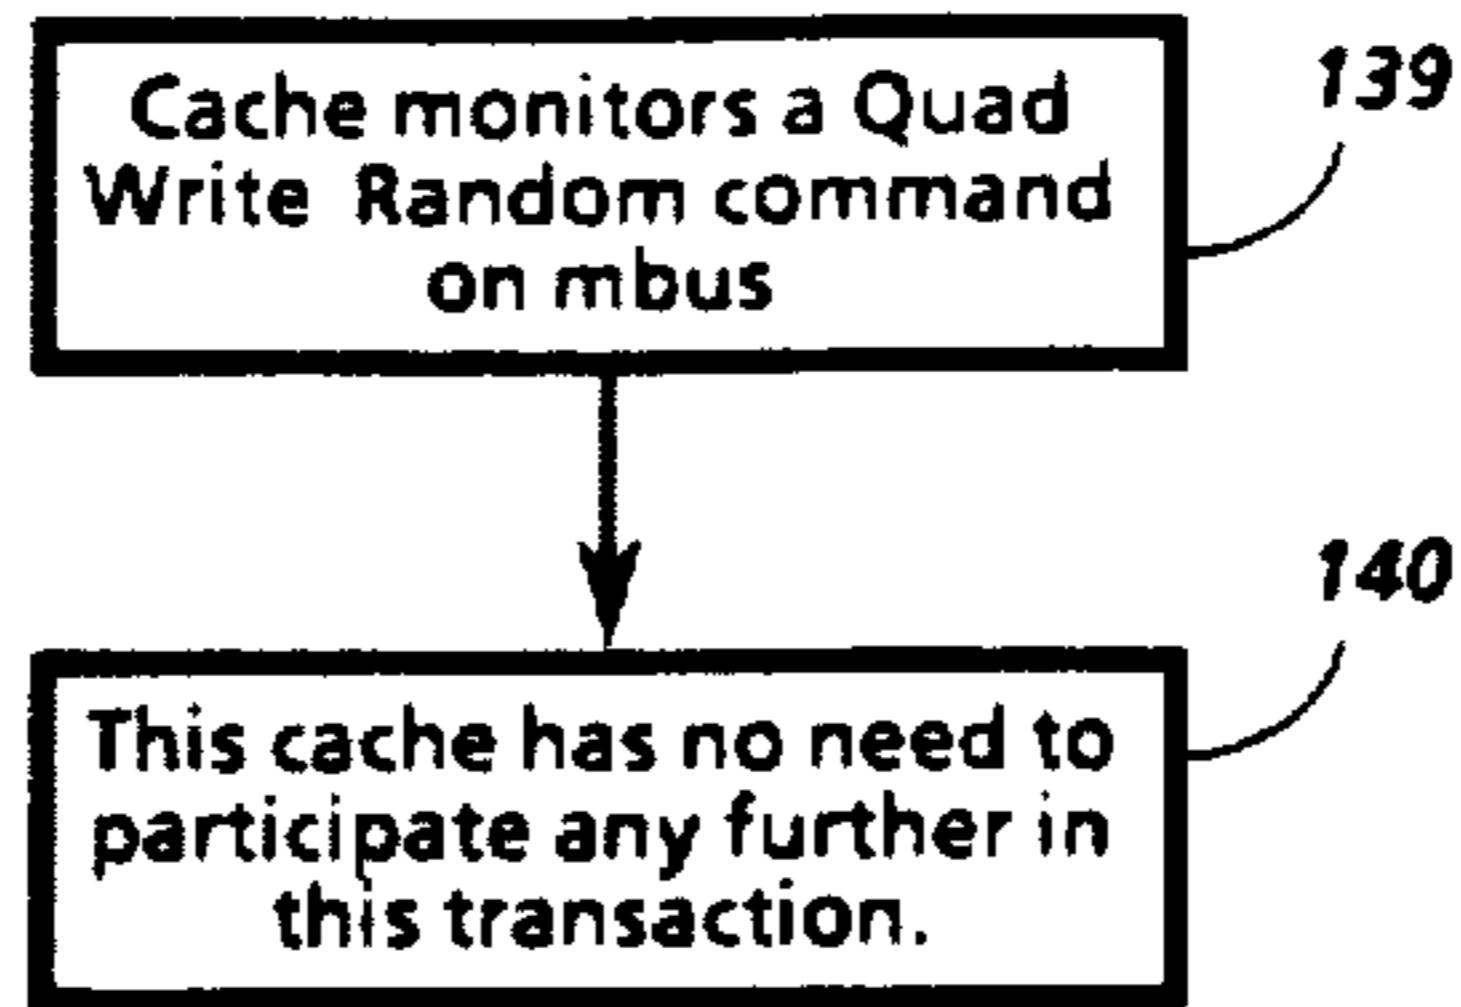 Cache monitors a Quad
139
Write Random command
on mbus
140
This cache has no need to
participate any further in
this transaction.